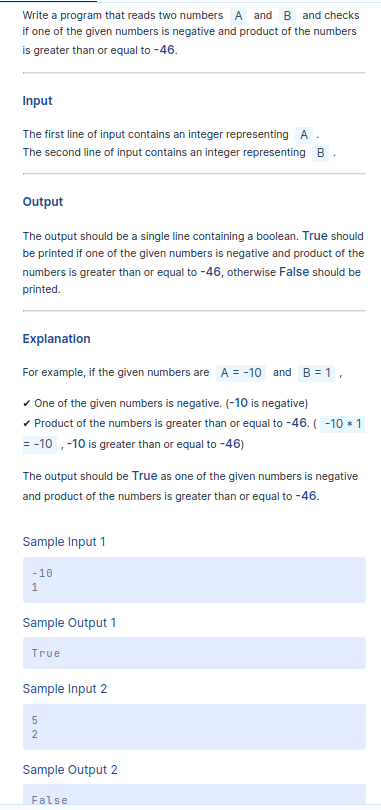 Write a program that reads two numbers A and B and checks
if one of the given numbers is negative and product of the numbers
is greater than or equal to -46.
Input
The first line of input contains an integer representing A .
The second line of input contains an integer representing B .
Output
The output should be a single line containing a boolean. True should
be printed if one of the given numbers is negative and product of the
numbers is greater than or equal to -46, otherwise False should be
printed.
Explanation
For example, if the given numbers are A = -10 and B = 1 ,
✔ One of the given numbers is negative. (-10 is negative)
✔ Product of the numbers is greater than or equal to -46. ( -10 * 1
= -10 , -10 is greater than or equal to -46)
The output should be True as one of the given numbers is negative
and product of the numbers is greater than or equal to -46.
Sample Input 1
-10
1
Sample Output 1
True
Sample Input 2
5
2
Sample Output 2
False